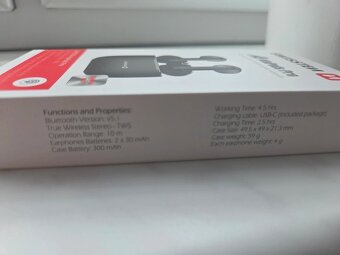 Functions and Properties:
Bluetooth Version: v5.1
True Wireless Stereo - TWS
Operation Range: 10 m
Earphones Batteries: 2 x 30 mAh
Case Battery: 300 mAh
Working Time: 4.5 hrs
Charging cable: USB-C (included package)
Charging Time: 2.5 hrs
Case Size: 49.5 x 49 x 21.3 mm
Case weight: 59 g
Each earphone weight: 4 g